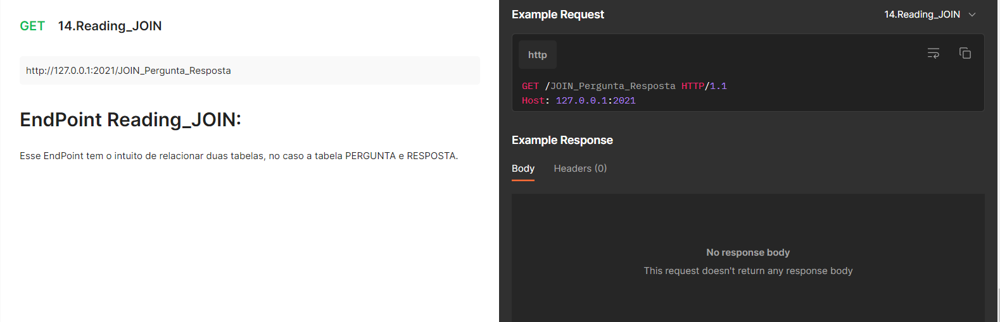 GET 14.Reading_JOIN
http://127.0.0.1:2021/JOIN_Pergunta_Resposta
EndPoint Reading_JOIN:
Esse EndPoint tem o intuito de relacionar duas tabelas, no caso a tabela PERGUNTA e RESPOSTA.
Example Request
14.Reading_JOIN
http
GET /JOIN_Pergunta_Resposta HTTP/1.1
Host: 127.0.0.1:2021
Example Response
Body Headers (0)
No response body
This request doesn't return any response body